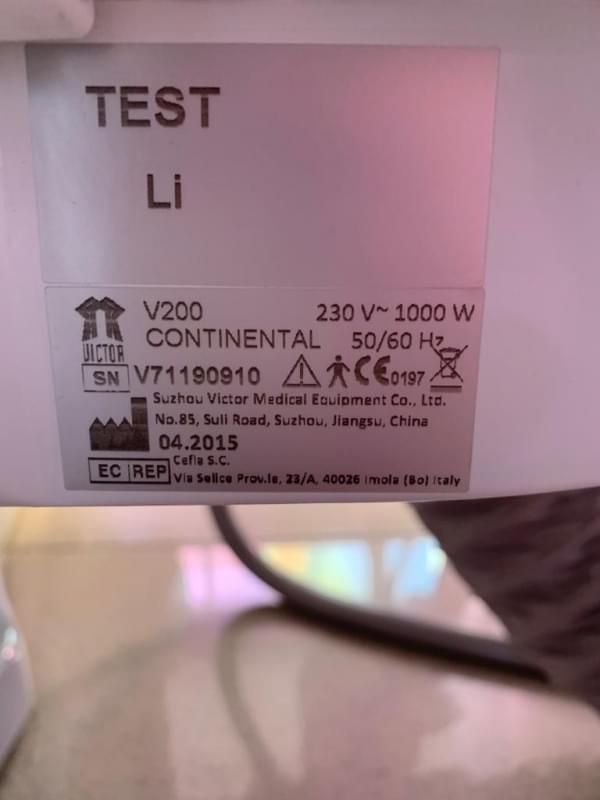 TEST
Li
VICTOR
V200 230 V~ 1000 W
CONTINENTAL 50/60 Hz
SN V71190910 CE0197
Suzhou Victor Medical Equipment Co., Ltd.
No.85, Suli Road, Suzhou, Jiangsu, China
04.2015
EC REP Cefla S.C.
Via Selice Prov.le, 23/A, 40026 Imola (Bo) Italy